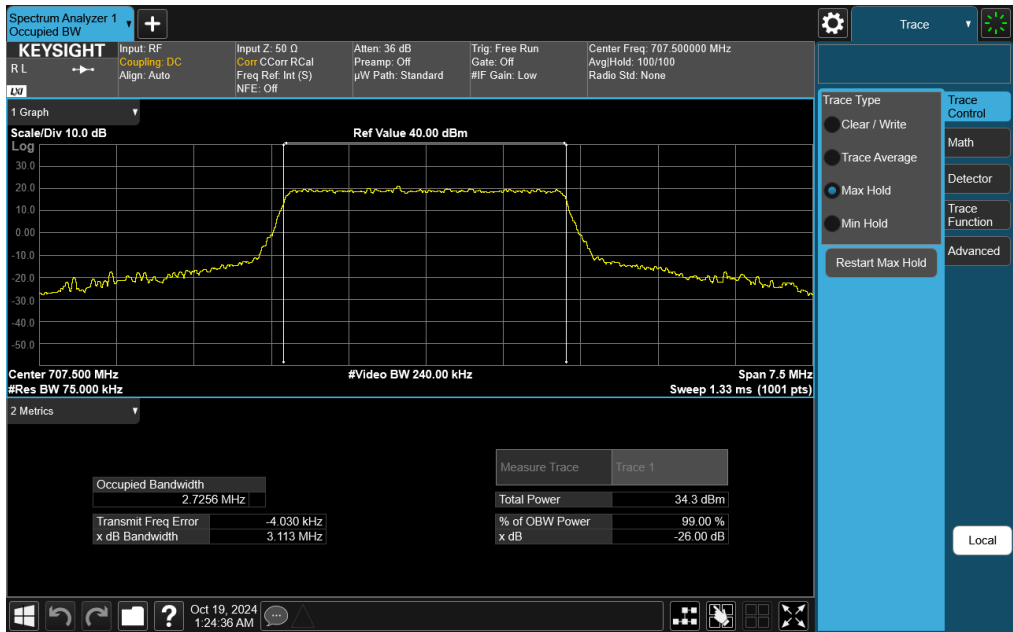 Spectrum Analyzer 1
Occupied BW
Trace
KEYSIGHT
R L
LXI
Input: RF
Coupling: DC
Align: Auto
Input Z: 50 Ω
Corr CCorr RCal
Freq Ref: Int (S)
NFE: Off
Atten: 36 dB
Preamp: Off
µW Path: Standard
Trig: Free Run
Gate: Off
#IF Gain: Low
Center Freq: 707.500000 MHz
Avg|Hold: 100/100
Radio Std: None
1 Graph
Scale/Div 10.0 dB
Ref Value 40.00 dBm
Log
30.0
20.0
10.0
0.00
-10.0
-20.0
-30.0
-40.0
-50.0
Center 707.500 MHz
#Video BW 240.00 kHz
Span 7.5 MHz
#Res BW 75.000 kHz
Sweep 1.33 ms (1001 pts)
2 Metrics
Occupied Bandwidth
2.7256 MHz
Transmit Freq Error -4.030 kHz
x dB Bandwidth 3.113 MHz
Measure Trace Trace 1
Total Power 34.3 dBm
% of OBW Power 99.00 %
x dB -26.00 dB
Trace Type
Clear / Write
Trace Average
Max Hold
Min Hold
Restart Max Hold
Trace
Control
Math
Detector
Trace
Function
Advanced
Local
?
Oct 19, 2024
1:24:36 AM